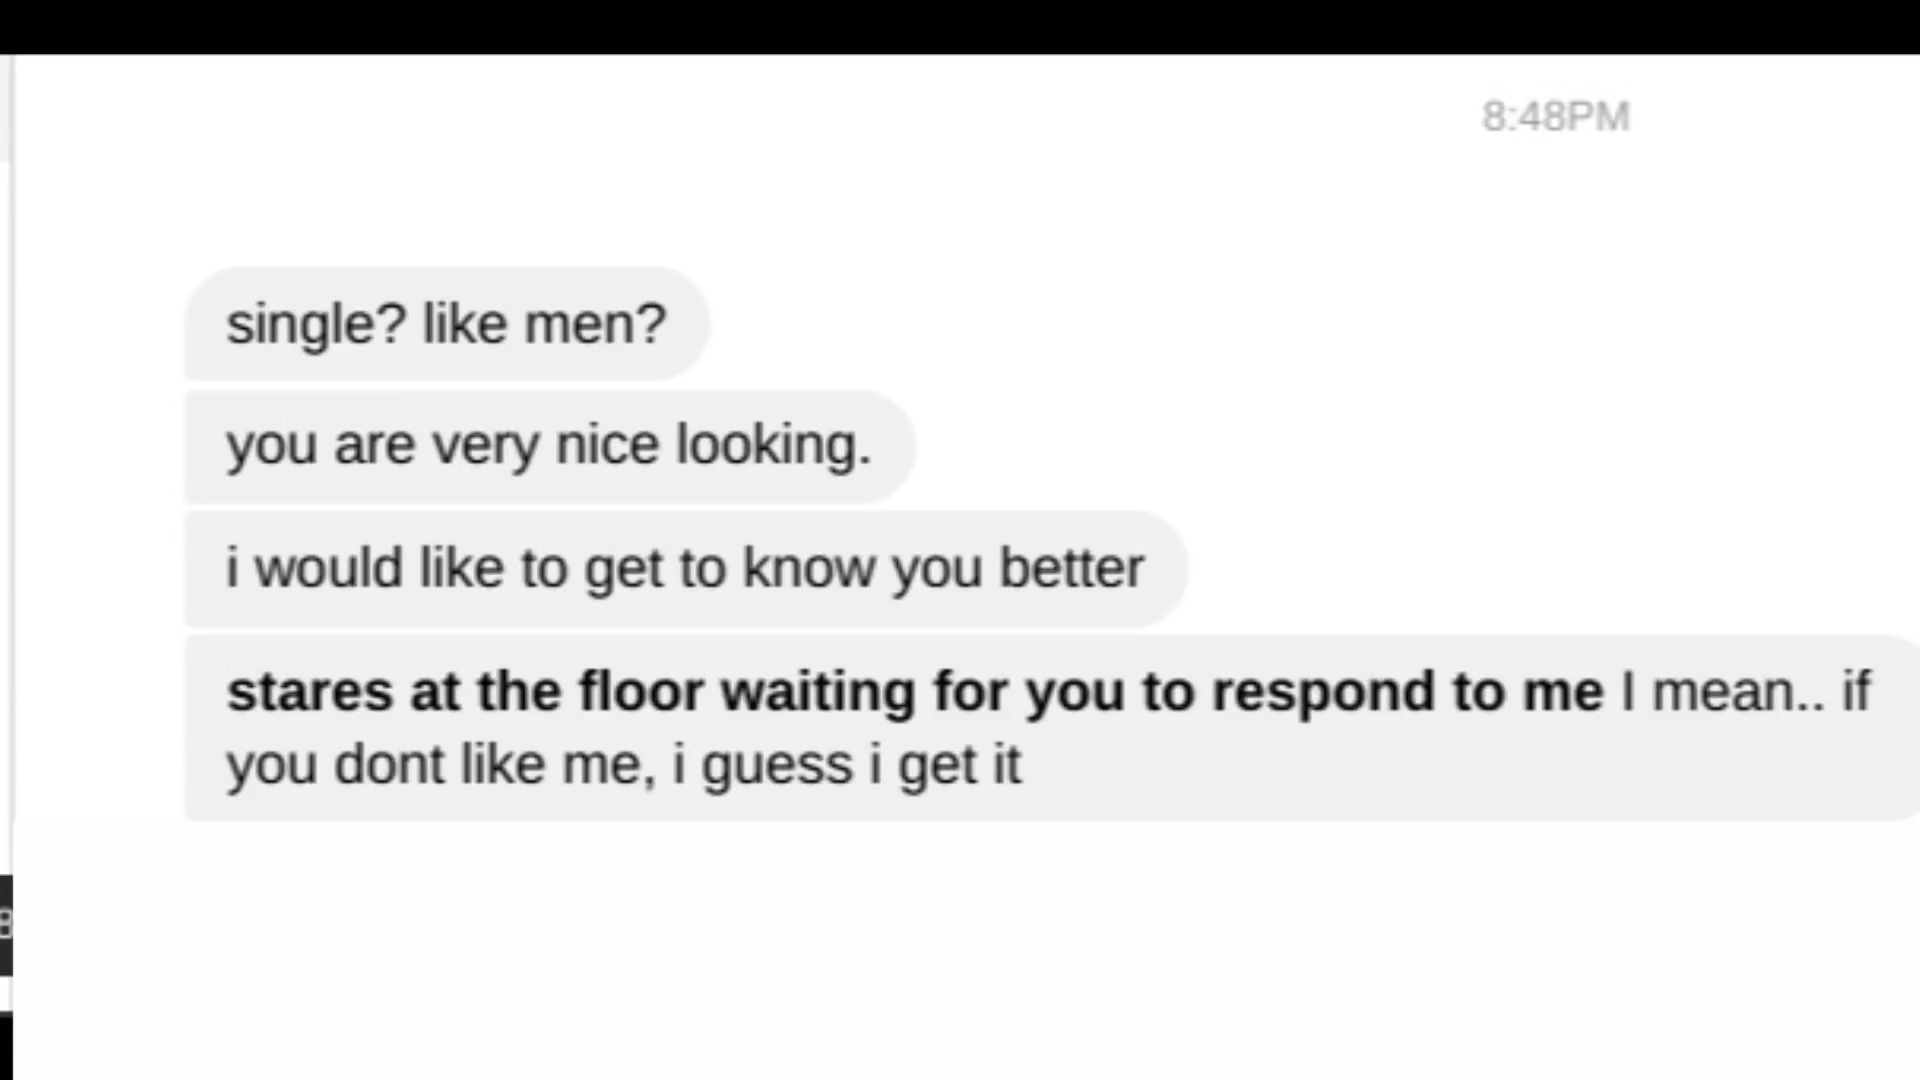 8:48PM
single? like men?
you are very nice looking.
i would like to get to know you better
stares at the floor waiting for you to respond to me I mean.. if
you dont like me, i guess i get it